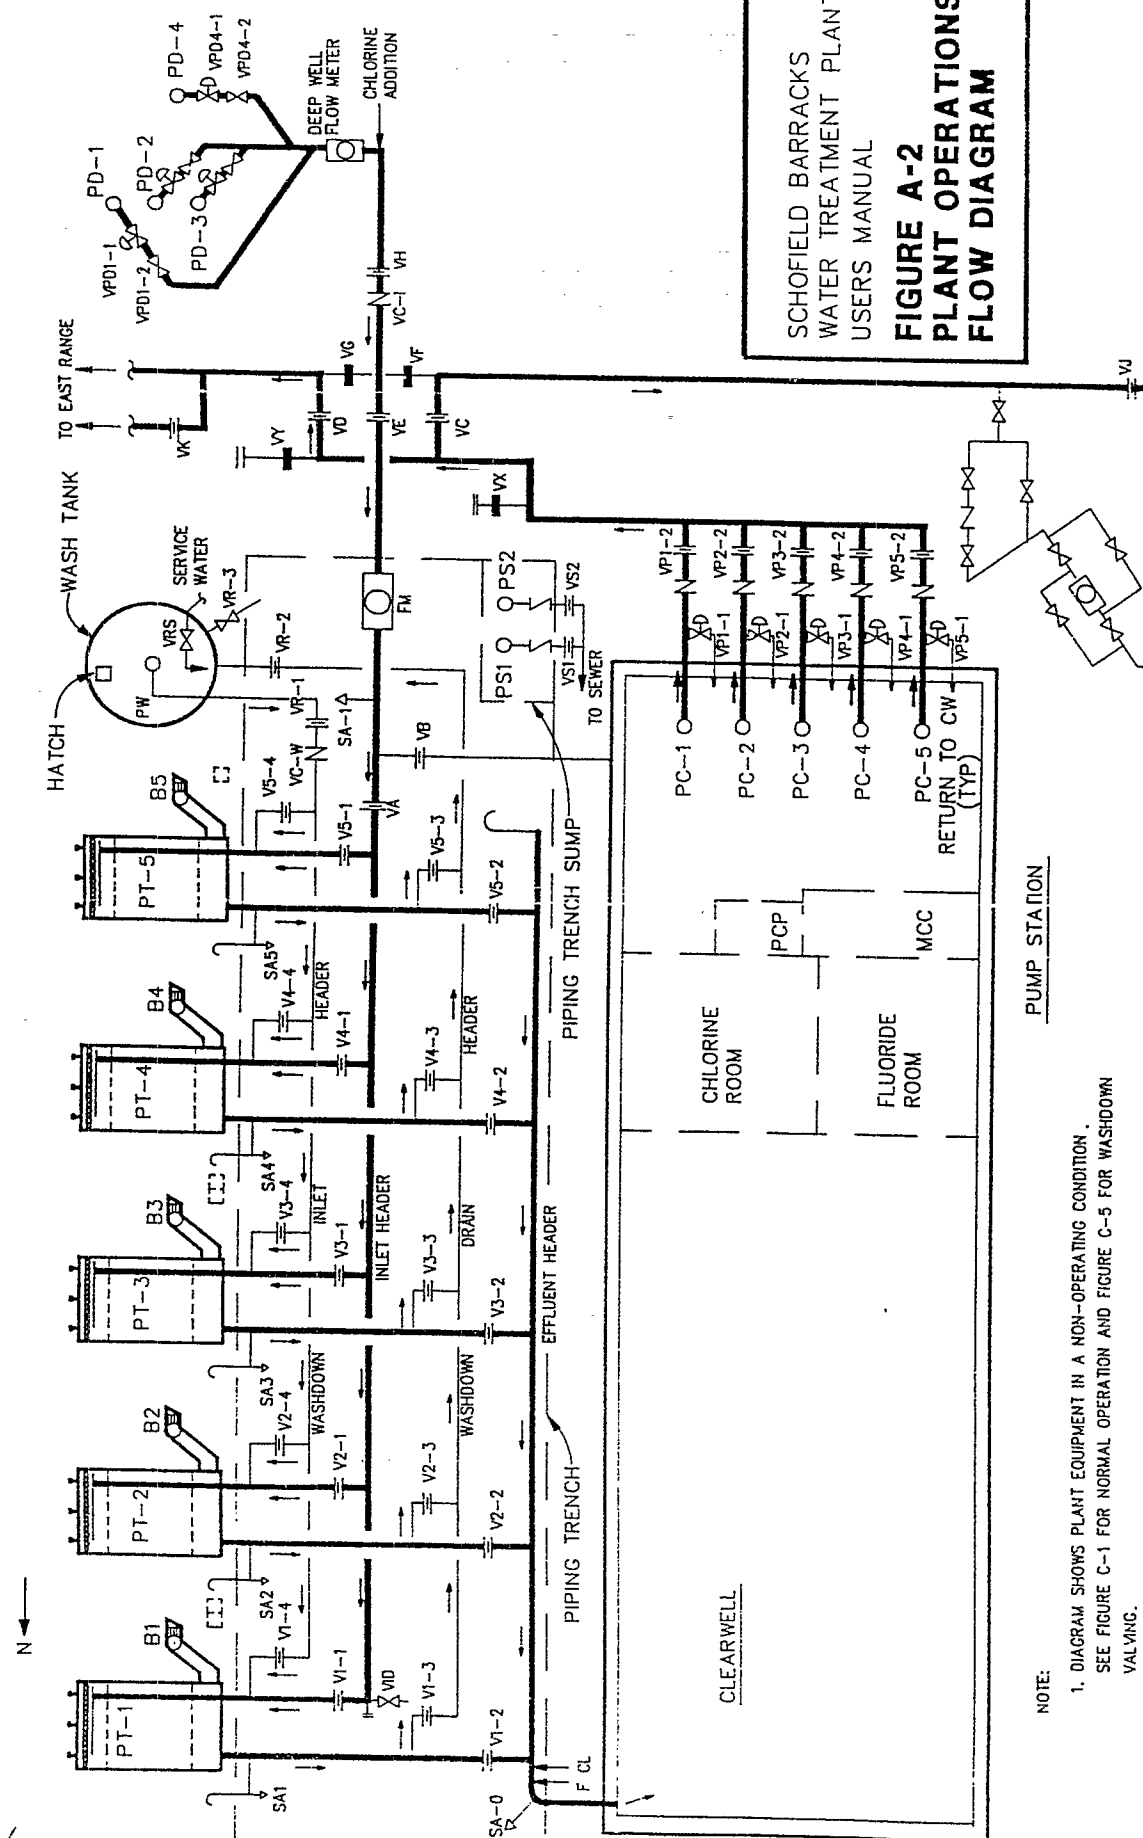 SCHOFIELD BARRACKS
WATER TREATMENT PLANT
USERS MANUAL
FIGURE A-2
PLANT OPERATIONS
FLOW DIAGRAM
N
PT-1
PT-2
PT-3
PT-4
PT-5
B1
B2
B3
B4
B5
HATCH
WASH TANK
PW
VRS
SERVICE
WATER
VR-3
VR-2
VR-1
VC-W
SA-1
TO EAST RANGE
VK
VY
VG
VD
VE
VF
VC
VX
VH
VC-1
PD-1
PD-2
PD-3
PD-4
VPD1-1
VPD1-2
VPD4-1
VPD4-2
DEEP WELL
FLOW METER
CHLORINE
ADDITION
FM
VA
VB
SA1
SA2
SA3
SA4
SA5
V1-4
V2-4
V3-4
V4-4
V5-4
V1-1
V2-1
V3-1
V4-1
V5-1
WASHDOWN
INLET
HEADER
INLET HEADER
V1D
V1-3
V2-3
V3-3
V4-3
V5-3
WASHDOWN
DRAIN
HEADER
V1-2
V2-2
V3-2
V4-2
V5-2
EFFLUENT HEADER
PIPING TRENCH
PIPING TRENCH SUMP
F CL
SA-0
PS1
PS2
VS1
VS2
TO SEWER
VP1-2
VP2-2
VP3-2
VP4-2
VP5-2
VP1-1
VP2-1
VP3-1
VP4-1
VP5-1
PC-1
PC-2
PC-3
PC-4
PC-5
RETURN TO CW
(TYP)
VJ
CLEARWELL
CHLORINE
ROOM
FLUORIDE
ROOM
PCP
MCC
PUMP STATION
NOTE:
1. DIAGRAM SHOWS PLANT EQUIPMENT IN A NON-OPERATING CONDITION.
SEE FIGURE C-1 FOR NORMAL OPERATION AND FIGURE C-5 FOR WASHDOWN
VALVING.